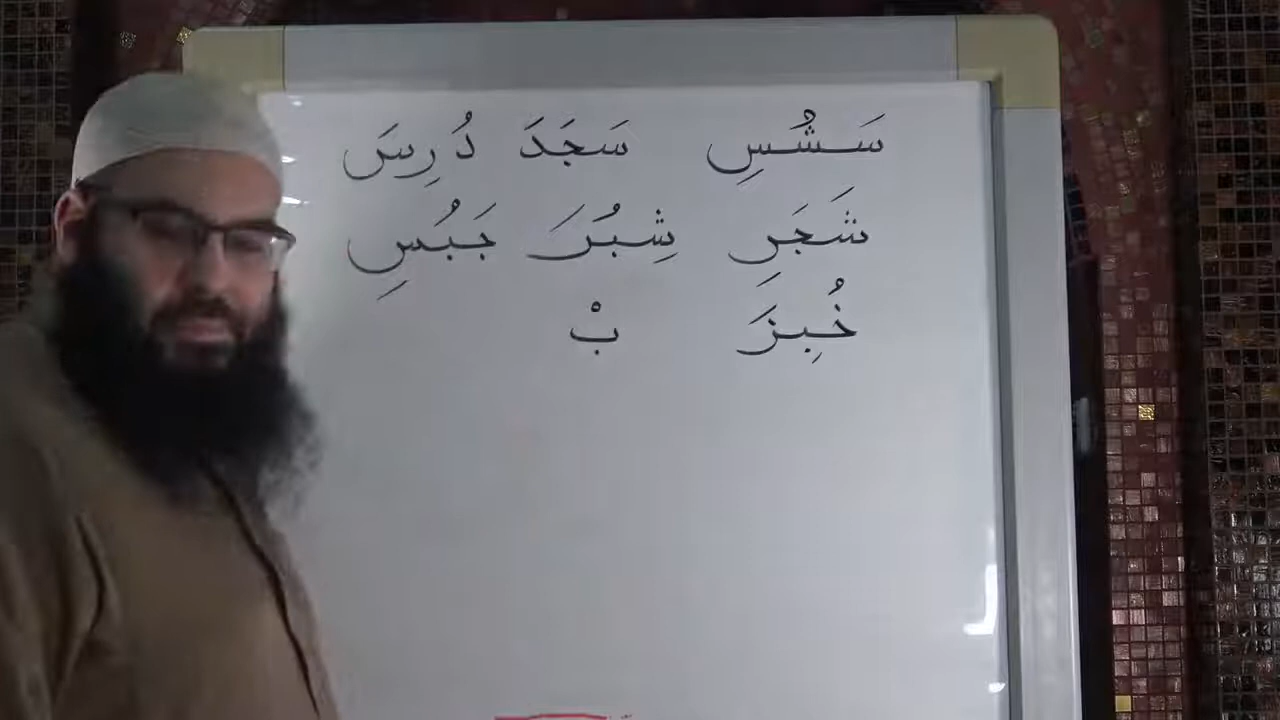 سَشُسِ سَجَدَ دُرِسَ
شَجَرِ شِبُرَ جَبُسِ
خُبِزَ بْ